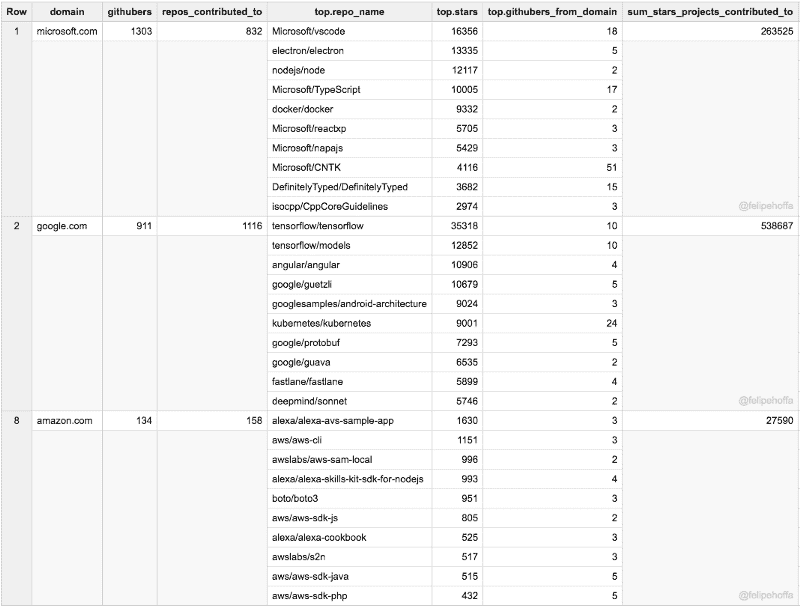 Row domain githubers repos_contributed_to top.repo_name top.stars top.githubers_from_domain sum_stars_projects_contributed_to
1 microsoft.com 1303 832 Microsoft/vscode 16356 18 263525
electron/electron 13335 5
nodejs/node 12117 2
Microsoft/TypeScript 10005 17
docker/docker 9332 2
Microsoft/reactxp 5705 3
Microsoft/napajs 5429 3
Microsoft/CNTK 4116 51
DefinitelyTyped/DefinitelyTyped 3682 15
isocpp/CppCoreGuidelines 2974 3 @felipehoffa
2 google.com 911 1116 tensorflow/tensorflow 35318 10 538687
tensorflow/models 12852 10
angular/angular 10906 4
google/guetzli 10679 5
googlesamples/android-architecture 9024 3
kubernetes/kubernetes 9001 24
google/protobuf 7293 5
google/guava 6535 2
fastlane/fastlane 5899 4
deepmind/sonnet 5746 2 @felipehoffa
8 amazon.com 134 158 alexa/alexa-avs-sample-app 1630 3 27590
aws/aws-cli 1151 3
awslabs/aws-sam-local 996 2
alexa/alexa-skills-kit-sdk-for-nodejs 993 4
boto/boto3 951 3
aws/aws-sdk-js 805 2
alexa/alexa-cookbook 525 3
awslabs/s2n 517 3
aws/aws-sdk-java 515 5
aws/aws-sdk-php 432 5 @felipehoffa